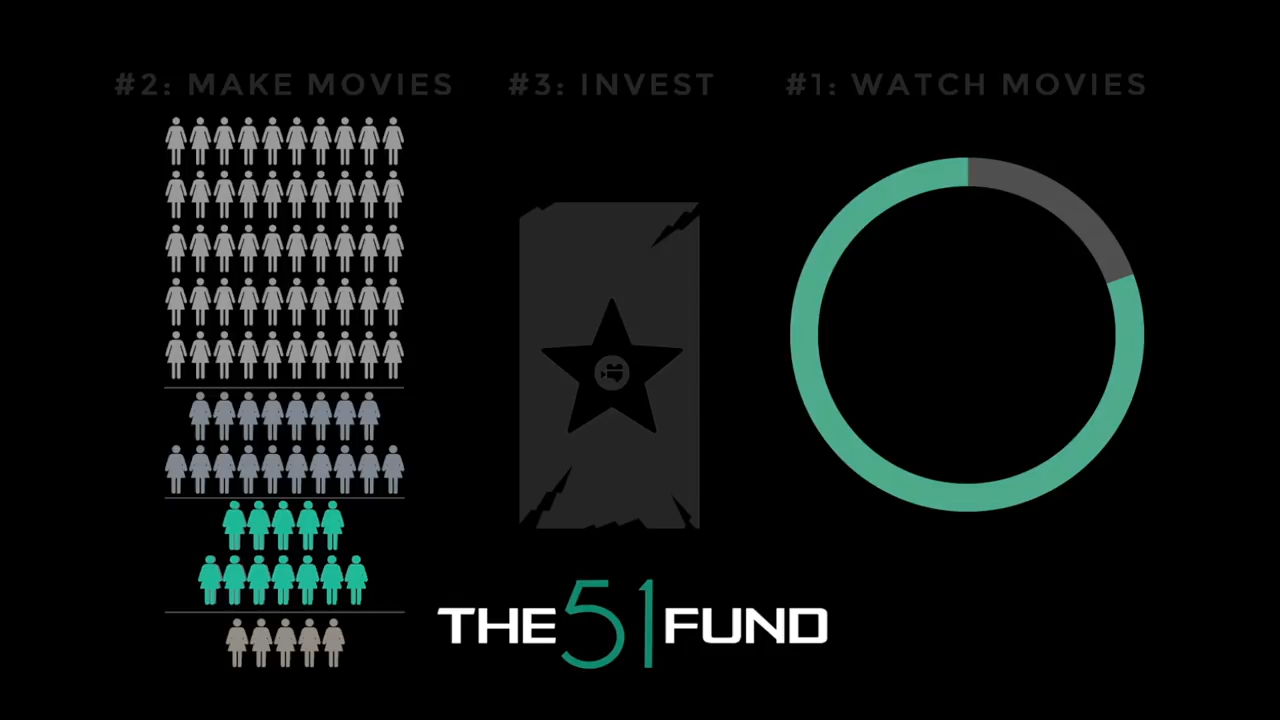 #2: MAKE MOVIES
#3: INVEST
#1: WATCH MOVIES
THE 51 FUND